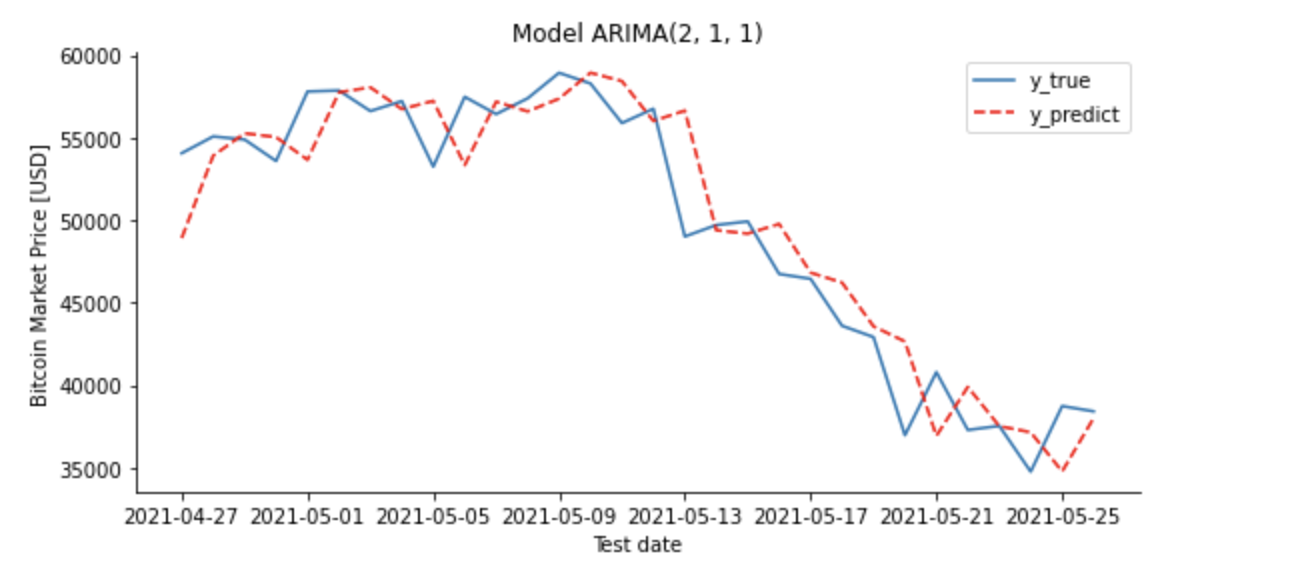 Model ARIMA(2, 1, 1)
60000
55000
50000
45000
40000
35000
Bitcoin Market Price [USD]
y_true
y_predict
2021-04-27 2021-05-01 2021-05-05 2021-05-09 2021-05-13 2021-05-17 2021-05-21 2021-05-25
Test date